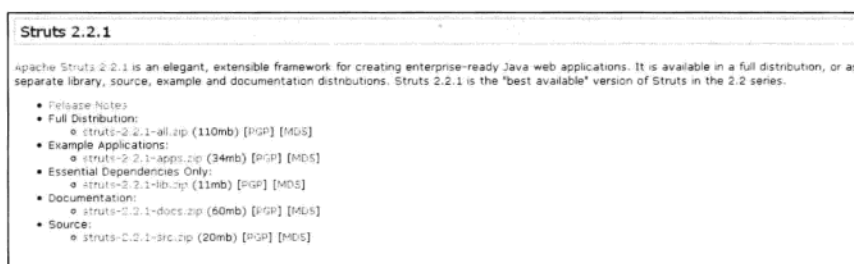 Struts 2.2.1
Apache Struts 2.2.1 is an elegant, extensible framework for creating enterprise-ready Java web applications. It is available in a full distribution, or as
separate library, source, example and documentation distributions. Struts 2.2.1 is the "best available" version of Struts in the 2.2 series.
Release Notes
Full Distribution:
struts-2.2.1-all.zip (110mb) [PGP] [MD5]
Example Applications:
struts-2.2.1-apps.zip (34mb) [PGP] [MD5]
Essential Dependencies Only:
struts-2.2.1-lib.zip (11mb) [PGP] [MD5]
Documentation:
struts-2.2.1-docs.zip (60mb) [PGP] [MD5]
Source:
struts-2.2.1-src.zip (20mb) [PGP] [MD5]